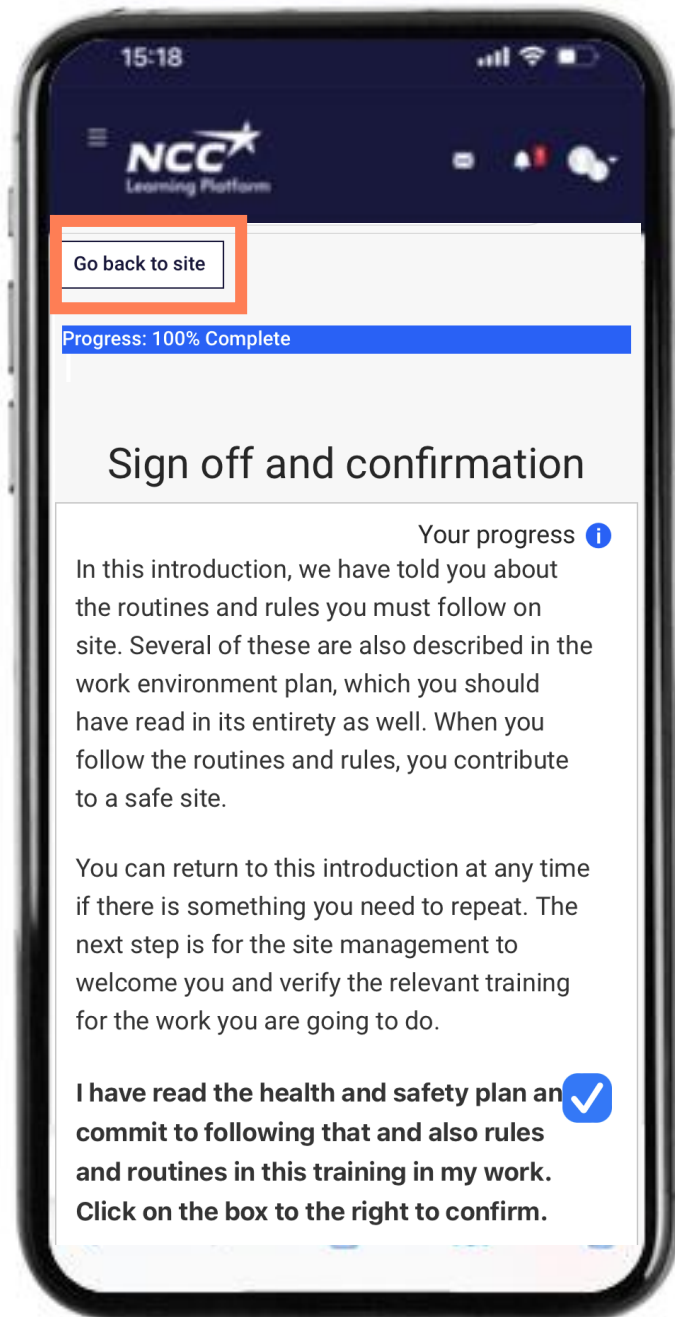 15:18
NCC
Learning Platform
Go back to site
Progress: 100% Complete
Sign off and confirmation
Your progress i
In this introduction, we have told you about
the routines and rules you must follow on
site. Several of these are also described in the
work environment plan, which you should
have read in its entirety as well. When you
follow the routines and rules, you contribute
to a safe site.
You can return to this introduction at any time
if there is something you need to repeat. The
next step is for the site management to
welcome you and verify the relevant training
for the work you are going to do.
I have read the health and safety plan an
commit to following that and also rules
and routines in this training in my work.
Click on the box to the right to confirm.